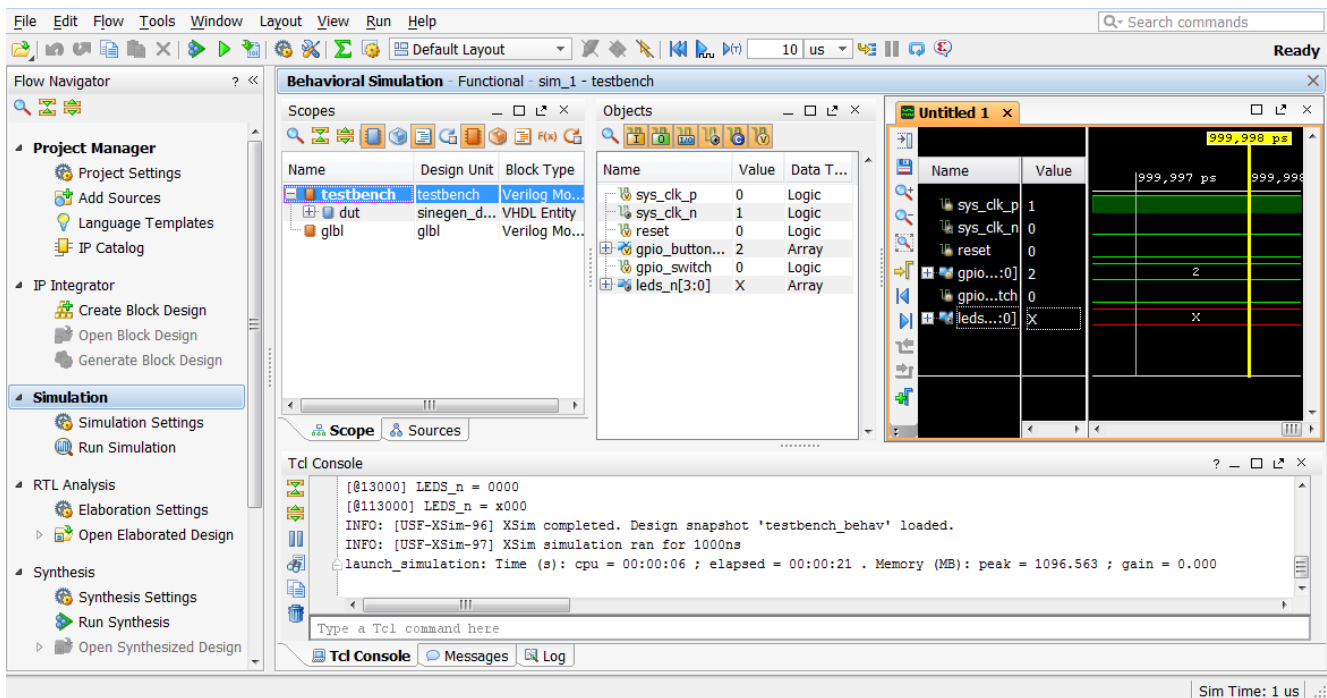 File Edit Flow Tools Window Layout View Run Help
Search commands
Default Layout
10 us
Ready
Flow Navigator
Project Manager
Project Settings
Add Sources
Language Templates
IP Catalog
IP Integrator
Create Block Design
Open Block Design
Generate Block Design
Simulation
Simulation Settings
Run Simulation
RTL Analysis
Elaboration Settings
Open Elaborated Design
Synthesis
Synthesis Settings
Run Synthesis
Open Synthesized Design
Behavioral Simulation - Functional - sim_1 - testbench
Scopes
F(x)
Name Design Unit Block Type
testbench testbench Verilog Mo...
dut sinegen_d... VHDL Entity
glbl glbl Verilog Mo...
Scope Sources
Objects
Name Value Data T...
sys_clk_p 0 Logic
sys_clk_n 1 Logic
reset 0 Logic
gpio_button... 2 Array
gpio_switch 0 Logic
leds_n[3:0] X Array
Untitled 1
999,998 ps
Name Value
999,997 ps 999,998
sys_clk_p 1
sys_clk_n 0
reset 0
gpio...:0] 2 2
gpio...tch 0
leds...:0] X X
Tcl Console
[@13000] LEDS_n = 0000
[@113000] LEDS_n = x000
INFO: [USF-XSim-96] XSim completed. Design snapshot 'testbench_behav' loaded.
INFO: [USF-XSim-97] XSim simulation ran for 1000ns
launch_simulation: Time (s): cpu = 00:00:06 ; elapsed = 00:00:21 . Memory (MB): peak = 1096.563 ; gain = 0.000
Type a Tcl command here
Tcl Console Messages Log
Sim Time: 1 us